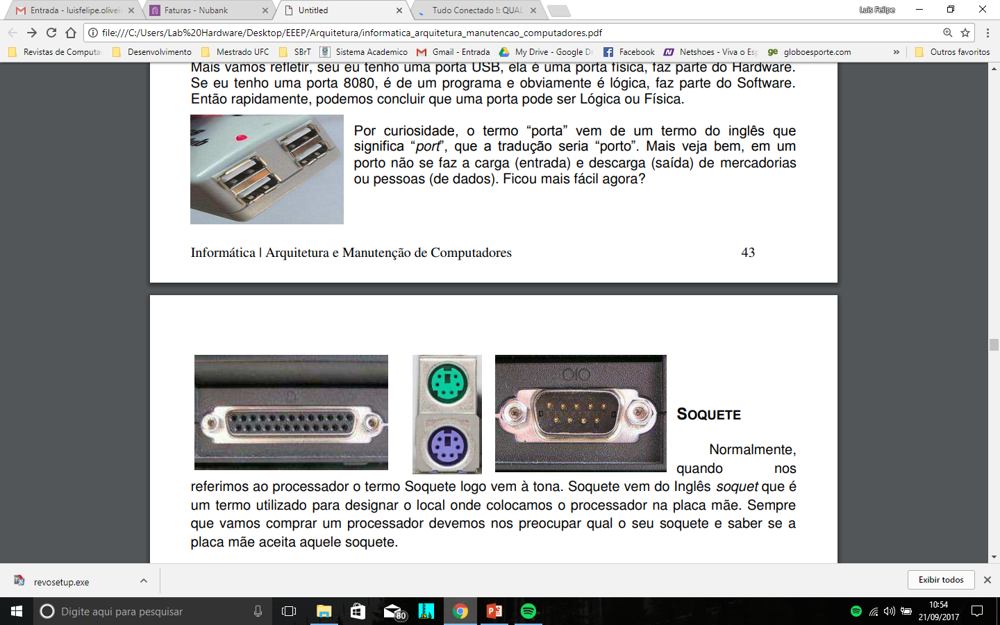 Entrada - luisfelipe.olivei
Faturas - Nubank
Untitled
Tudo Conectado !: QUAL
Luis Felipe
file:///C:/Users/Lab%20Hardware/Desktop/EEEP/Arquitetura/informatica_arquitetura_manutencao_computadores.pdf
Revistas de Computa
Desenvolvimento
Mestrado UFC
SBrT
Sistema Academico
Gmail - Entrada
My Drive - Google Dr
Facebook
Netshoes - Viva o Esp
ge globoesporte.com
»
Outros favoritos
Mais vamos refletir, seu eu tenho uma porta USB, ela é uma porta física, faz parte do Hardware.
Se eu tenho uma porta 8080, é de um programa e obviamente é lógica, faz parte do Software.
Então rapidamente, podemos concluir que uma porta pode ser Lógica ou Física.
Por curiosidade, o termo “porta” vem de um termo do inglês que
significa “port”, que a tradução seria “porto”. Mais veja bem, em um
porto não se faz a carga (entrada) e descarga (saída) de mercadorias
ou pessoas (de dados). Ficou mais fácil agora?
Informática | Arquitetura e Manutenção de Computadores 43
SOQUETE
Normalmente,
quando nos
referimos ao processador o termo Soquete logo vem à tona. Soquete vem do Inglês soquet que é
um termo utilizado para designar o local onde colocamos o processador na placa mãe. Sempre
que vamos comprar um processador devemos nos preocupar qual o seu soquete e saber se a
placa mãe aceita aquele soquete.
revosetup.exe
Exibir todos
Digite aqui para pesquisar
80
10:54
21/09/2017